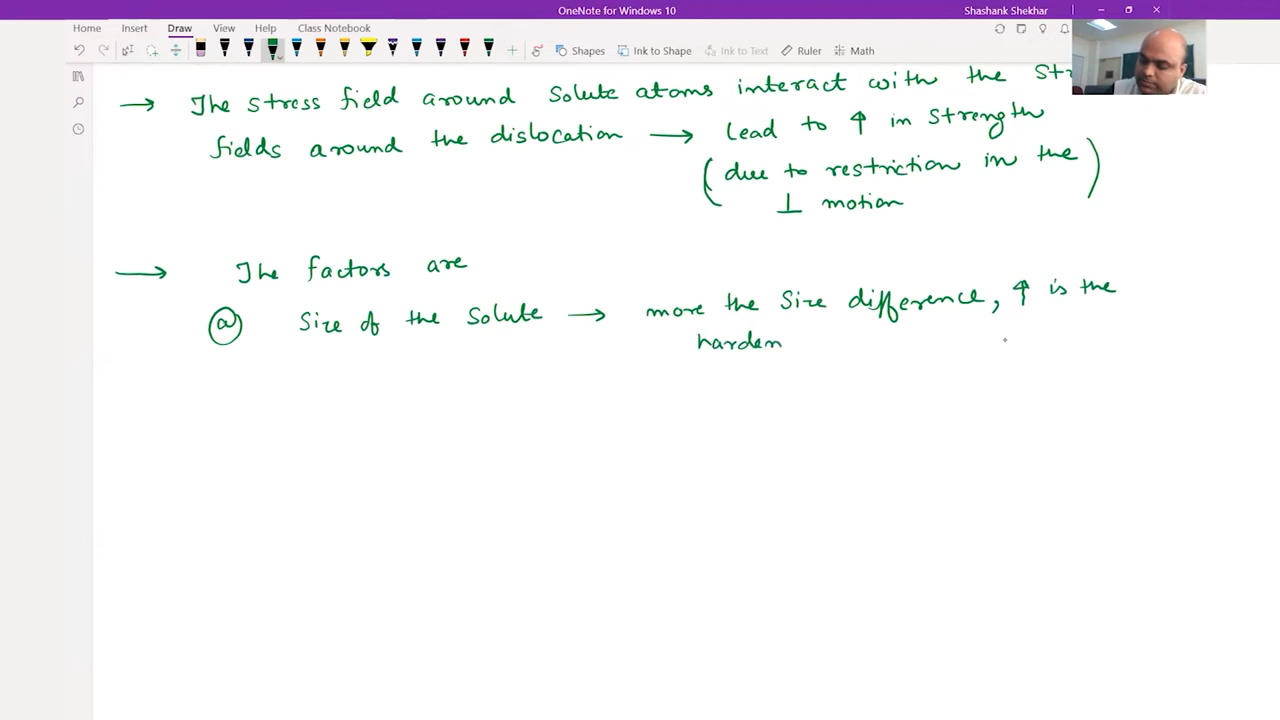 OneNote for Windows 10
Shashank Shekhar
Home Insert Draw View Help Class Notebook
Shapes Ink to Shape Ink to Text Ruler Math
→ The stress field around solute atoms interact with the
fields around the dislocation → lead to ↑ in strength
(due to restriction in the
⊥ motion)
→ The factors are
ⓐ Size of the solute → more the size difference, ↑ is the
harden